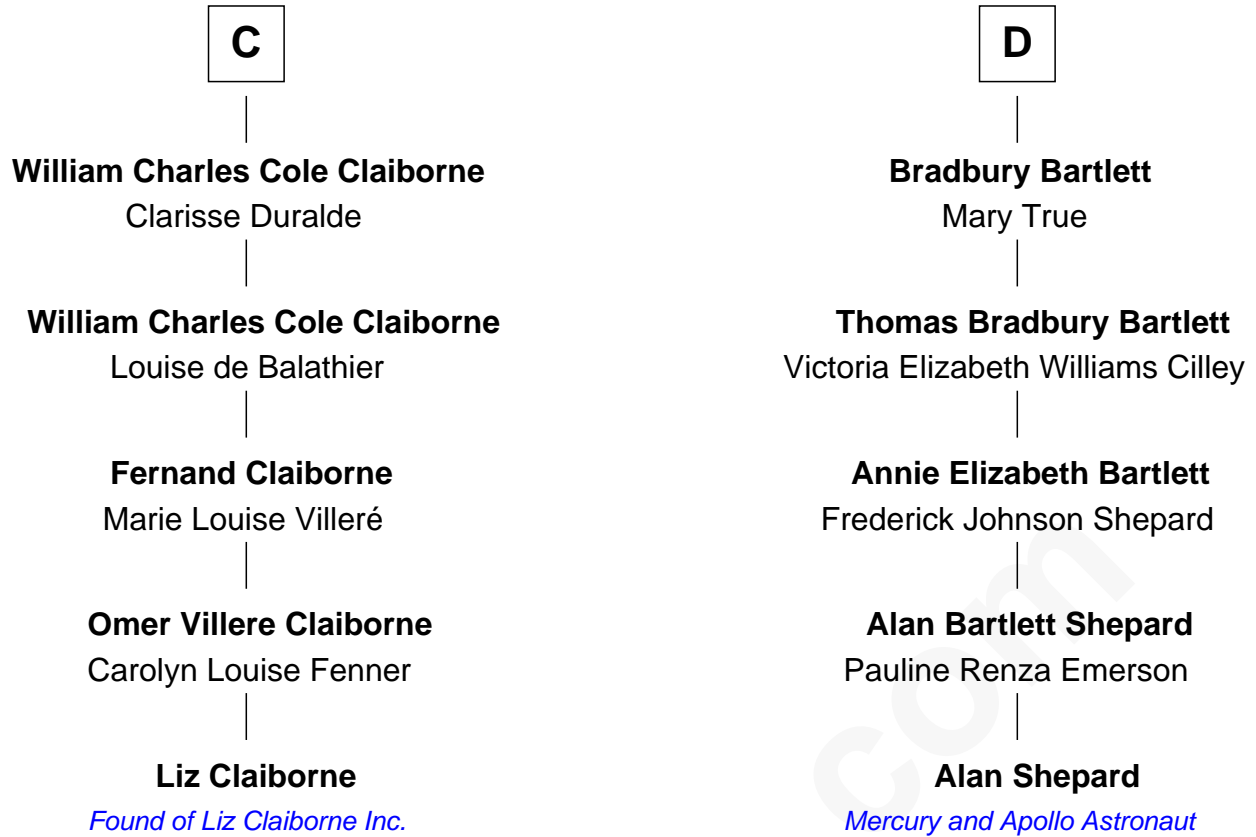 C
William Charles Cole Claiborne
Clarisse Duralde
William Charles Cole Claiborne
Louise de Balathier
Fernand Claiborne
Marie Louise Villeré
Omer Villere Claiborne
Carolyn Louise Fenner
Liz Claiborne
Found of Liz Claiborne Inc.
D
Bradbury Bartlett
Mary True
Thomas Bradbury Bartlett
Victoria Elizabeth Williams Cilley
Annie Elizabeth Bartlett
Frederick Johnson Shepard
Alan Bartlett Shepard
Pauline Renza Emerson
Alan Shepard
Mercury and Apollo Astronaut
com